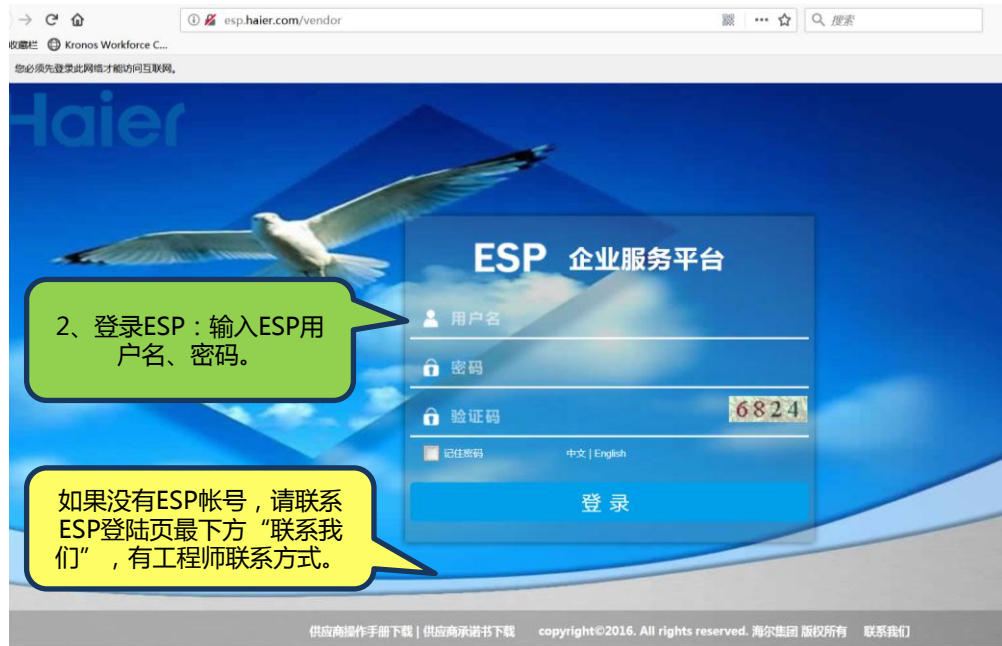 esp.haier.com/vendor
搜索
收藏栏
Kronos Workforce C...
您必须先登录此网络才能访问互联网。
Haier
ESP 企业服务平台
2、登录ESP：输入ESP用
户名、密码。
用户名
密码
验证码
6824
记住密码
中文 | English
登录
如果没有ESP帐号，请联系
ESP登陆页最下方“联系我
们”，有工程师联系方式。
供应商操作手册下载 | 供应商承诺书下载 copyright©2016. All rights reserved. 海尔集团 版权所有 联系我们